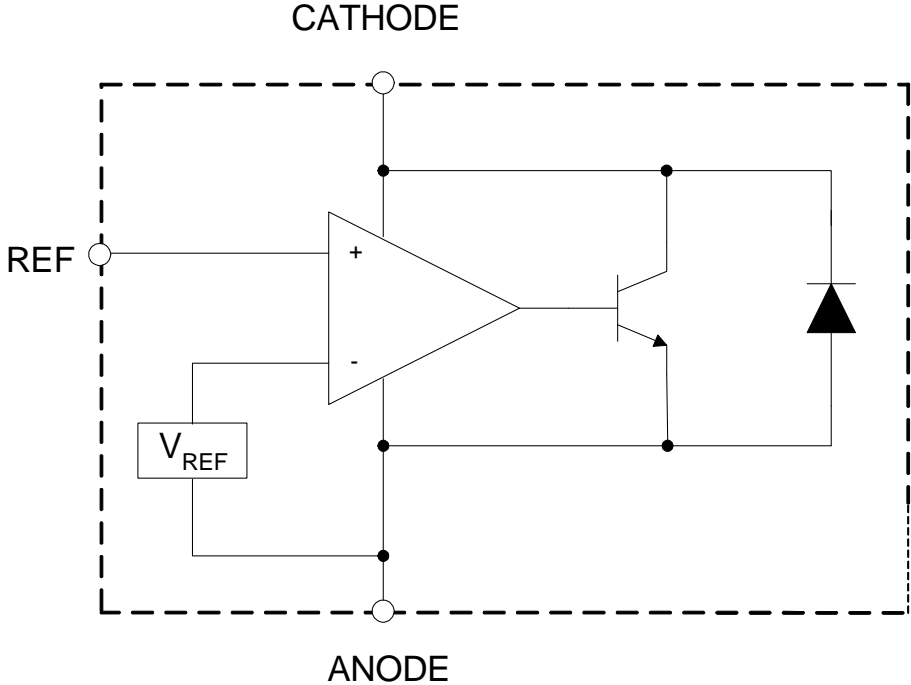 CATHODE
REF
+
-
VREF
ANODE